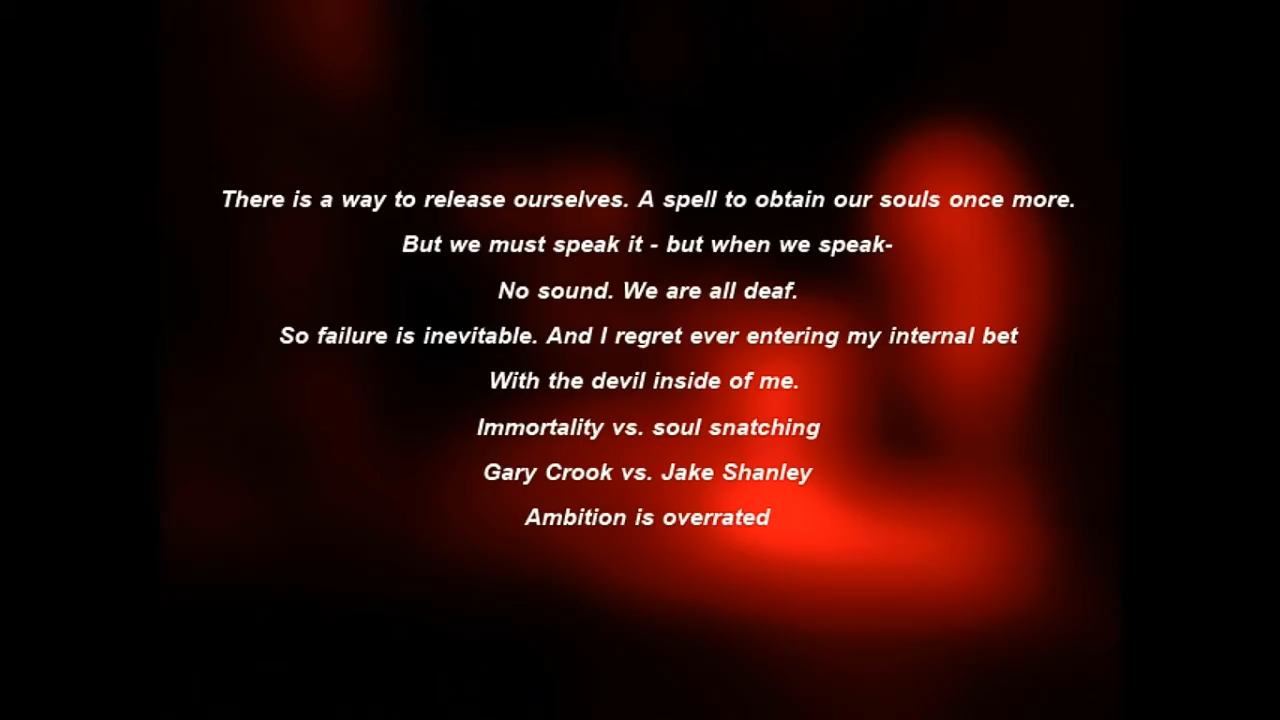 There is a way to release ourselves. A spell to obtain our souls once more.
But we must speak it - but when we speak-
No sound. We are all deaf.
So failure is inevitable. And I regret ever entering my internal bet
With the devil inside of me.
Immortality vs. soul snatching
Gary Crook vs. Jake Shanley
Ambition is overrated